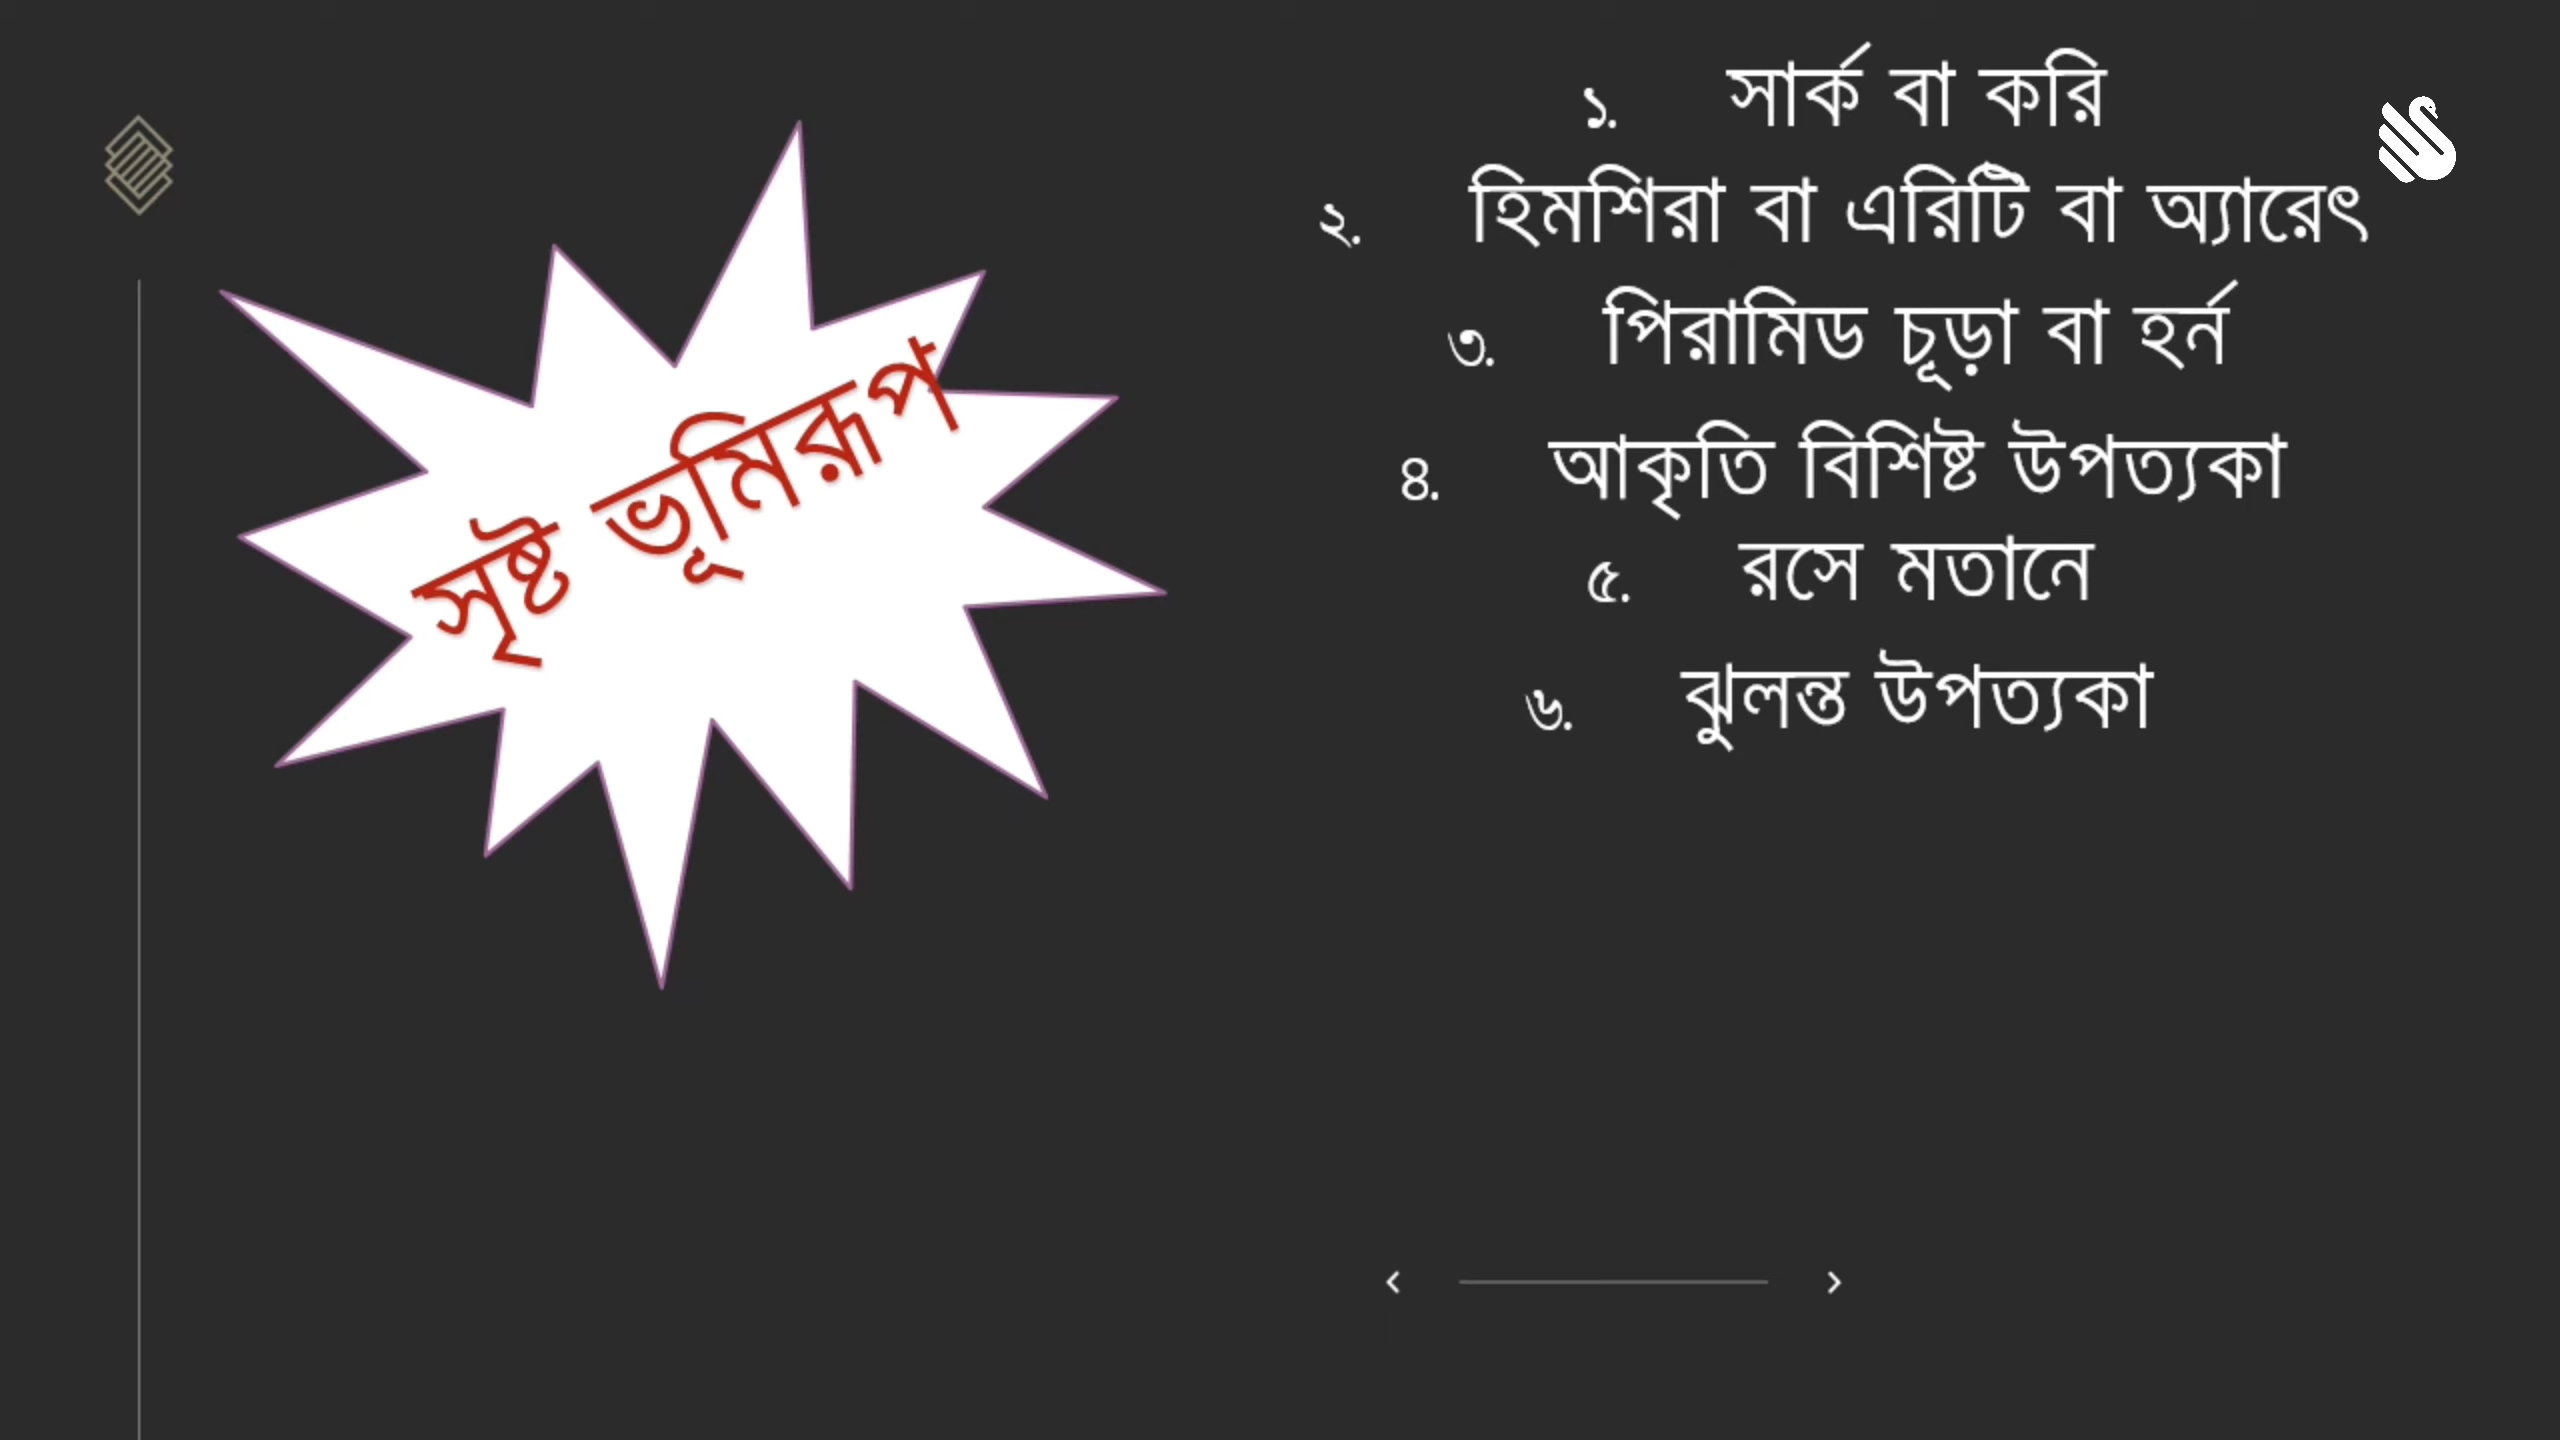 সৃষ্ট ভূমিরূপ
১. সার্ক বা করি
২. হিমশিরা বা এরিটি বা অ্যারেৎ
৩. পিরামিড চূড়া বা হর্ন
৪. আকৃতি বিশিষ্ট উপত্যকা
৫. রসে মতানে
৬. ঝুলন্ত উপত্যকা